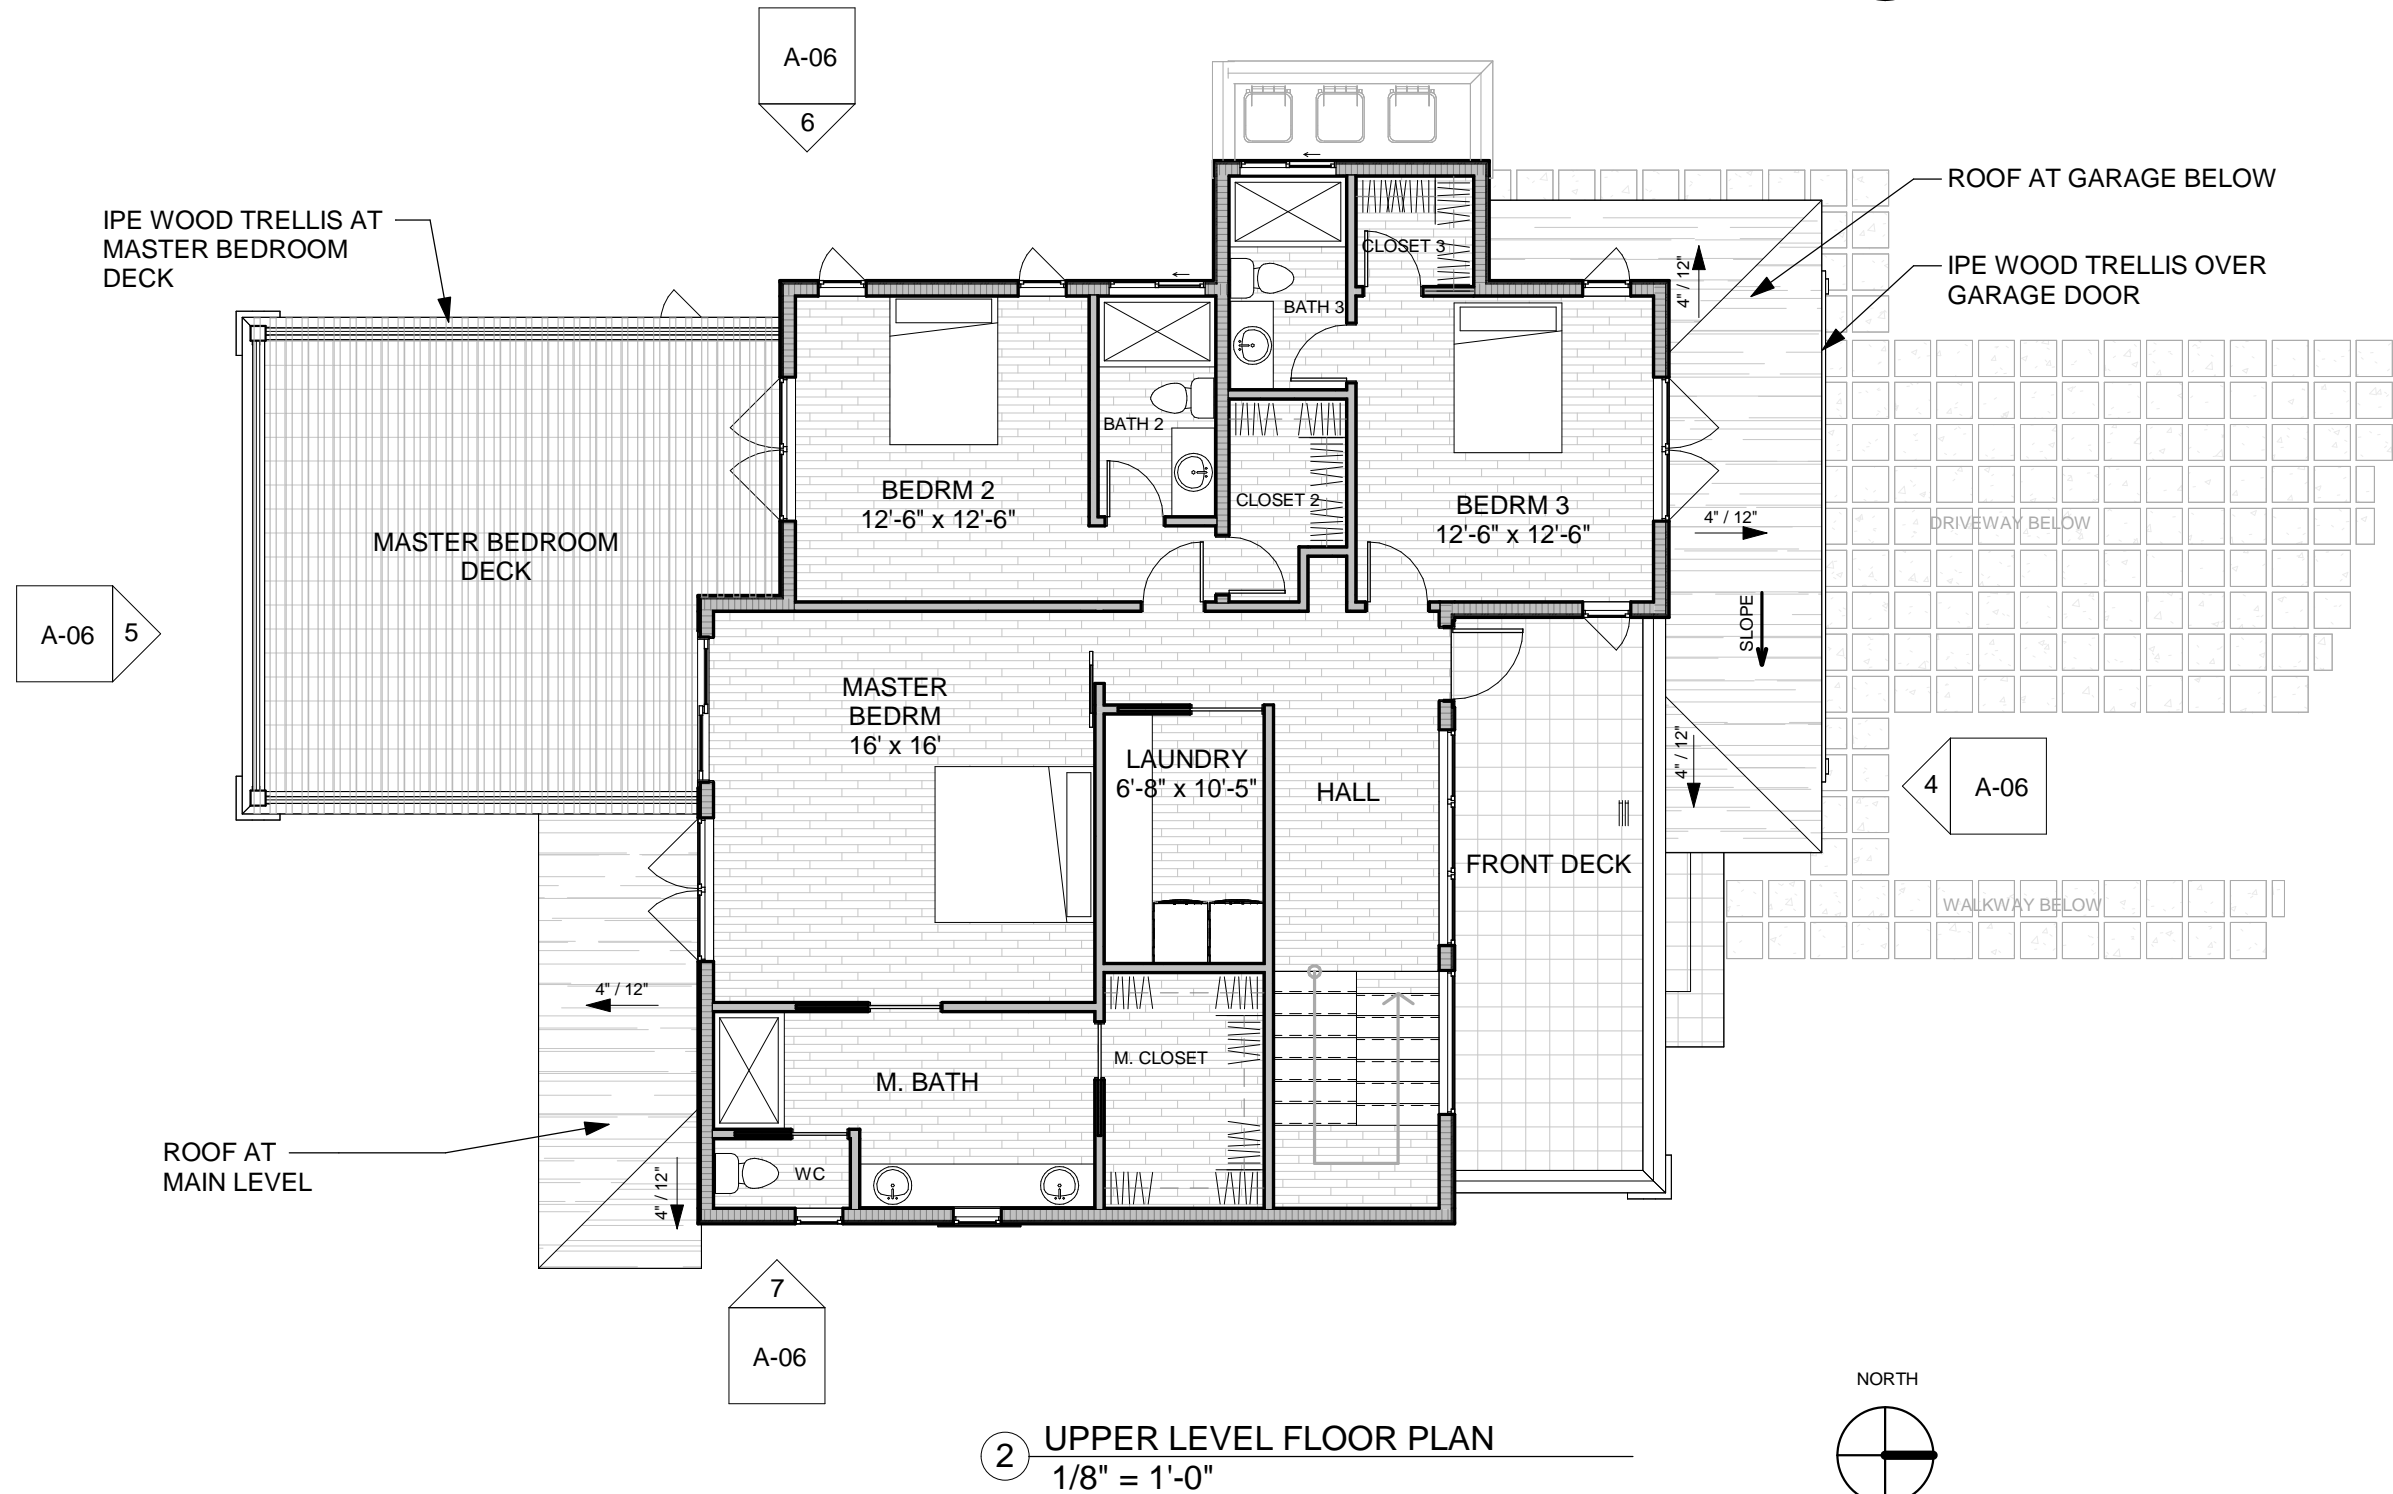 A-06
6
IPE WOOD TRELLIS AT
MASTER BEDROOM
DECK
ROOF AT GARAGE BELOW
IPE WOOD TRELLIS OVER
GARAGE DOOR
CLOSET 3
4" / 12"
BATH 3
BATH 2
BEDRM 2
12'-6" x 12'-6"
CLOSET 2
BEDRM 3
12'-6" x 12'-6"
4" / 12"
DRIVEWAY BELOW
MASTER BEDROOM
DECK
A-06
5
SLOPE
MASTER
BEDRM
16' x 16'
LAUNDRY
6'-8" x 10'-5"
HALL
4" / 12"
4
A-06
FRONT DECK
WALKWAY BELOW
4" / 12"
M. CLOSET
M. BATH
ROOF AT
MAIN LEVEL
WC
4" / 12"
7
A-06
NORTH
2
UPPER LEVEL FLOOR PLAN
1/8" = 1'-0"